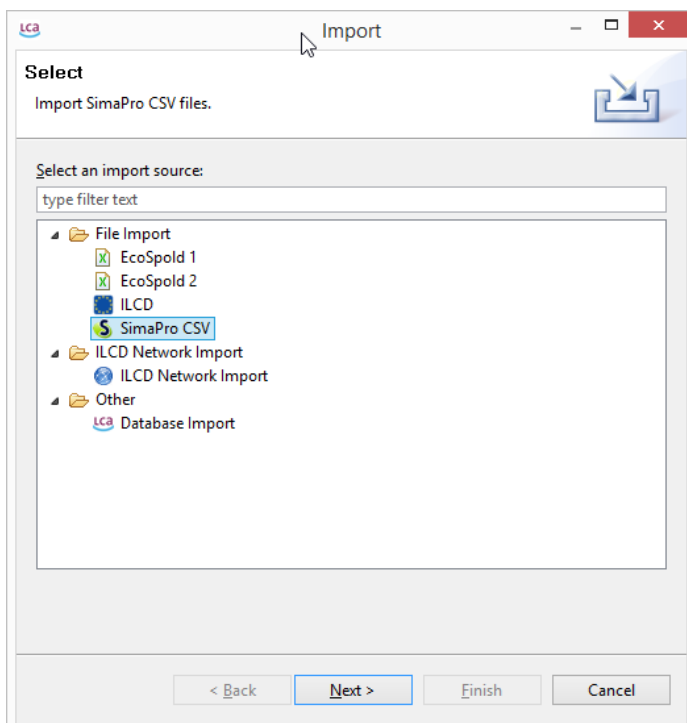 LCA Import
Select
Import SimaPro CSV files.
Select an import source:
type filter text
File Import
X EcoSpold 1
X EcoSpold 2
ILCD
S SimaPro CSV
ILCD Network Import
ILCD Network Import
Other
LCA Database Import
< Back Next > Finish Cancel